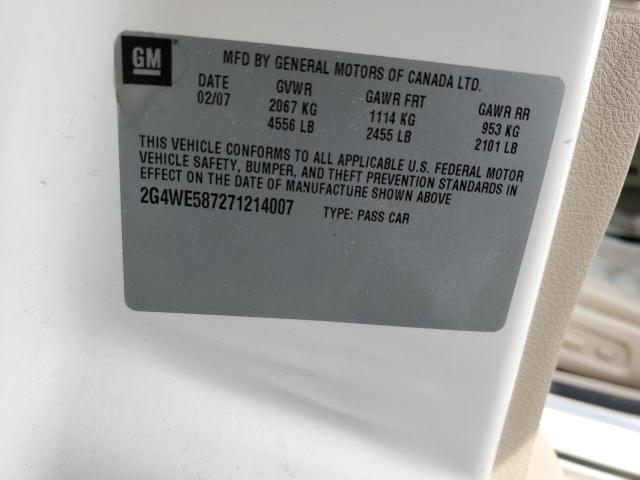 GM
MFD BY GENERAL MOTORS OF CANADA LTD.
DATE GVWR GAWR FRT GAWR RR
02/07 2067 KG 1114 KG 953 KG
4556 LB 2455 LB 2101 LB
THIS VEHICLE CONFORMS TO ALL APPLICABLE U.S. FEDERAL MOTOR
VEHICLE SAFETY, BUMPER, AND THEFT PREVENTION STANDARDS IN
EFFECT ON THE DATE OF MANUFACTURE SHOWN ABOVE
2G4WE587271214007 TYPE: PASS CAR